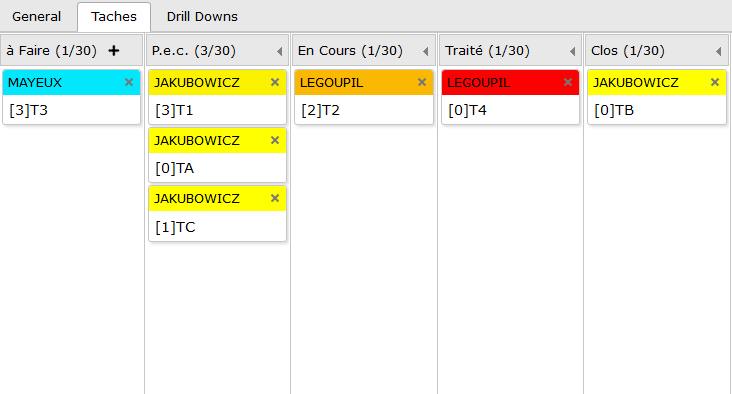 General Taches Drill Downs
à Faire (1/30) + P.e.c. (3/30) En Cours (1/30) Traité (1/30) Clos (1/30)
MAYEUX
[3]T3
JAKUBOWICZ
[3]T1
JAKUBOWICZ
[0]TA
JAKUBOWICZ
[1]TC
LEGOUPIL
[2]T2
LEGOUPIL
[0]T4
JAKUBOWICZ
[0]TB